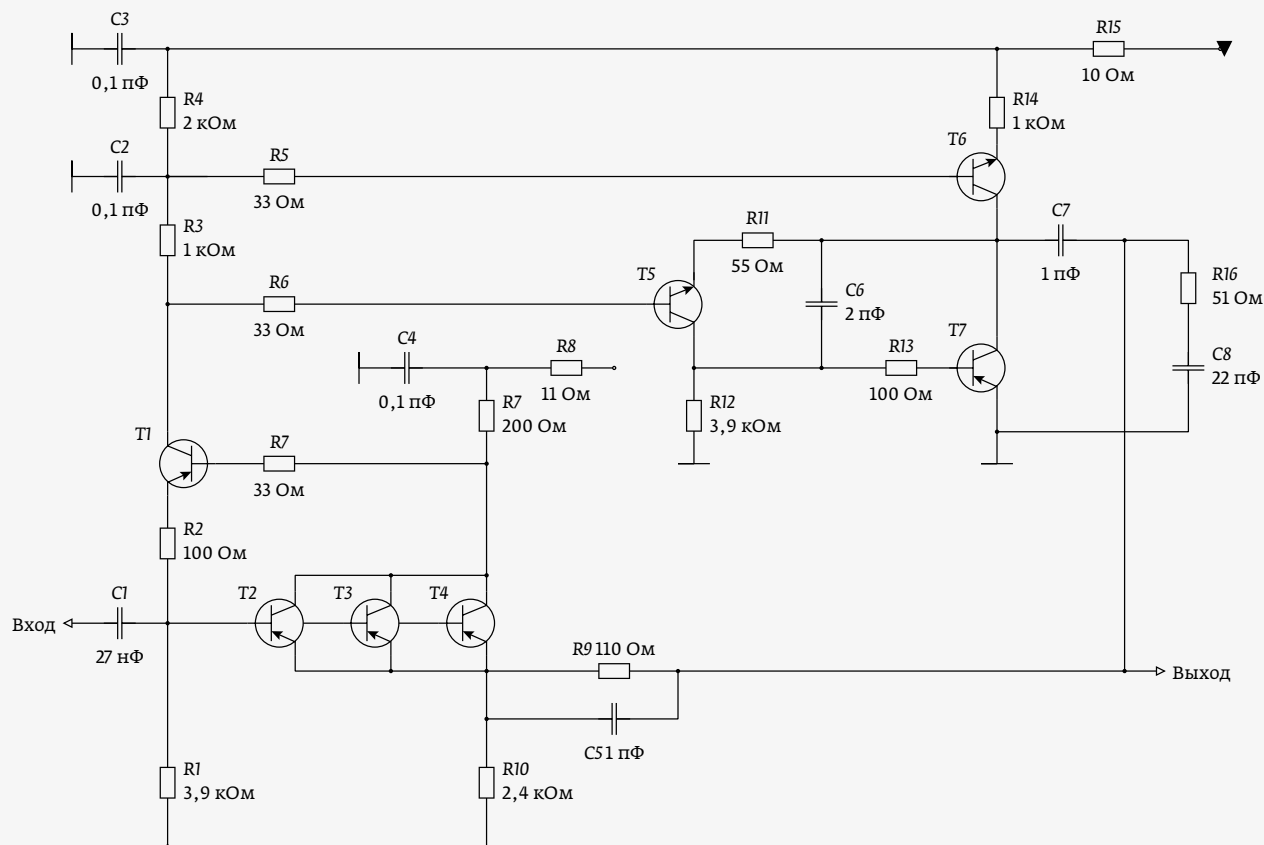 C3
R15
0,1 пФ
10 Ом
R4
2 кОм
R14
1 кОм
C2
R5
T6
0,1 пФ
33 Ом
R3
1 кОм
R11
C7
T5
55 Ом
1 пФ
R6
C6
2 пФ
R16
51 Ом
33 Ом
C4
R8
R13
T7
C8
22 пФ
0,1 пФ
11 Ом
100 Ом
R7
200 Ом
R12
3,9 кОм
T1
R7
33 Ом
R2
100 Ом
C1
T2
T3
T4
Вход
27 нФ
R9 110 Ом
Выход
C51 пФ
R1
3,9 кОм
R10
2,4 кОм